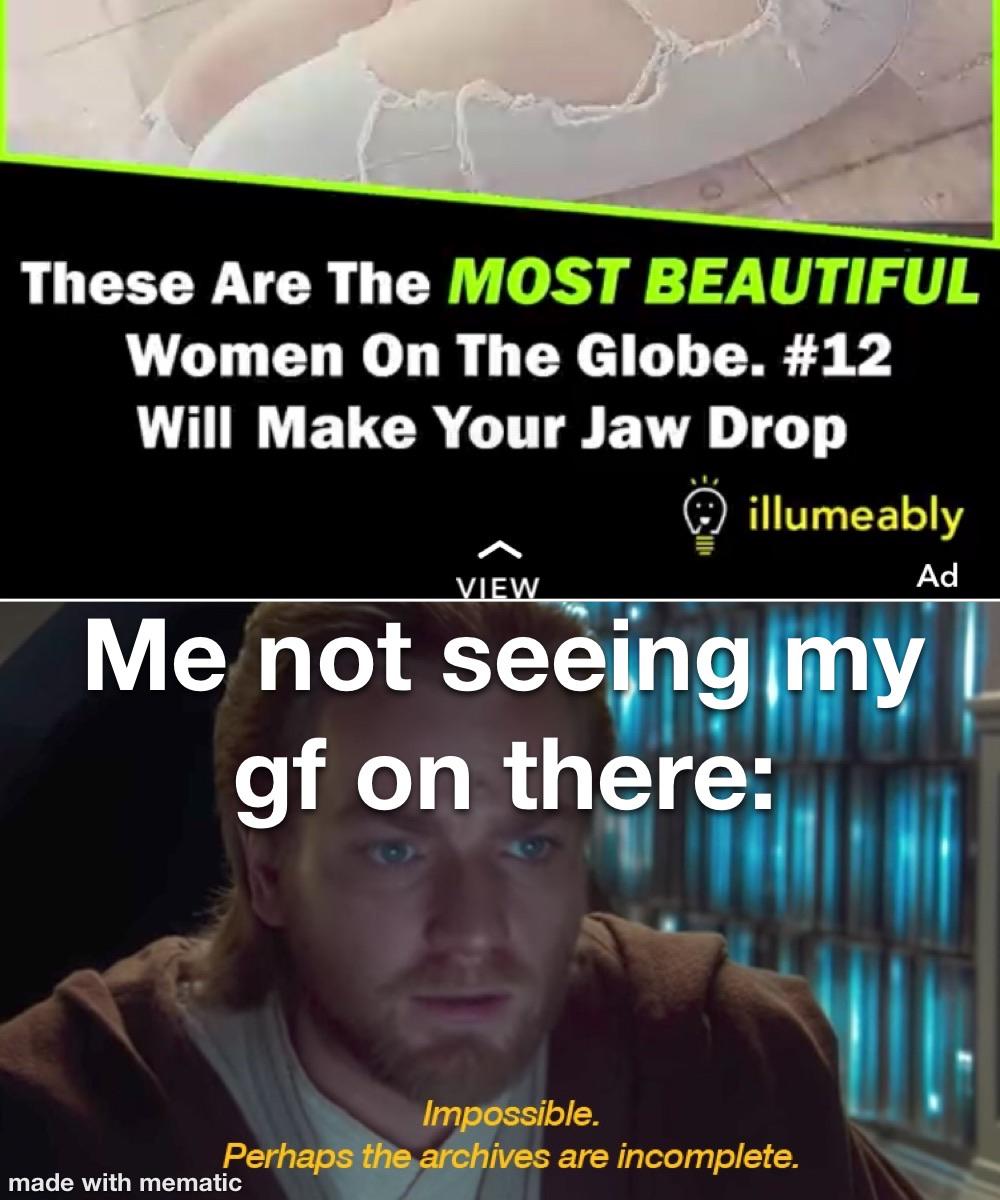 These Are The MOST BEAUTIFUL
Women On The Globe. #12
Will Make Your Jaw Drop
illumeably
Ad
VIEW
Me not seeing my
gf on there:
Impossible.
Perhaps the archives are incomplete.
made with mematic